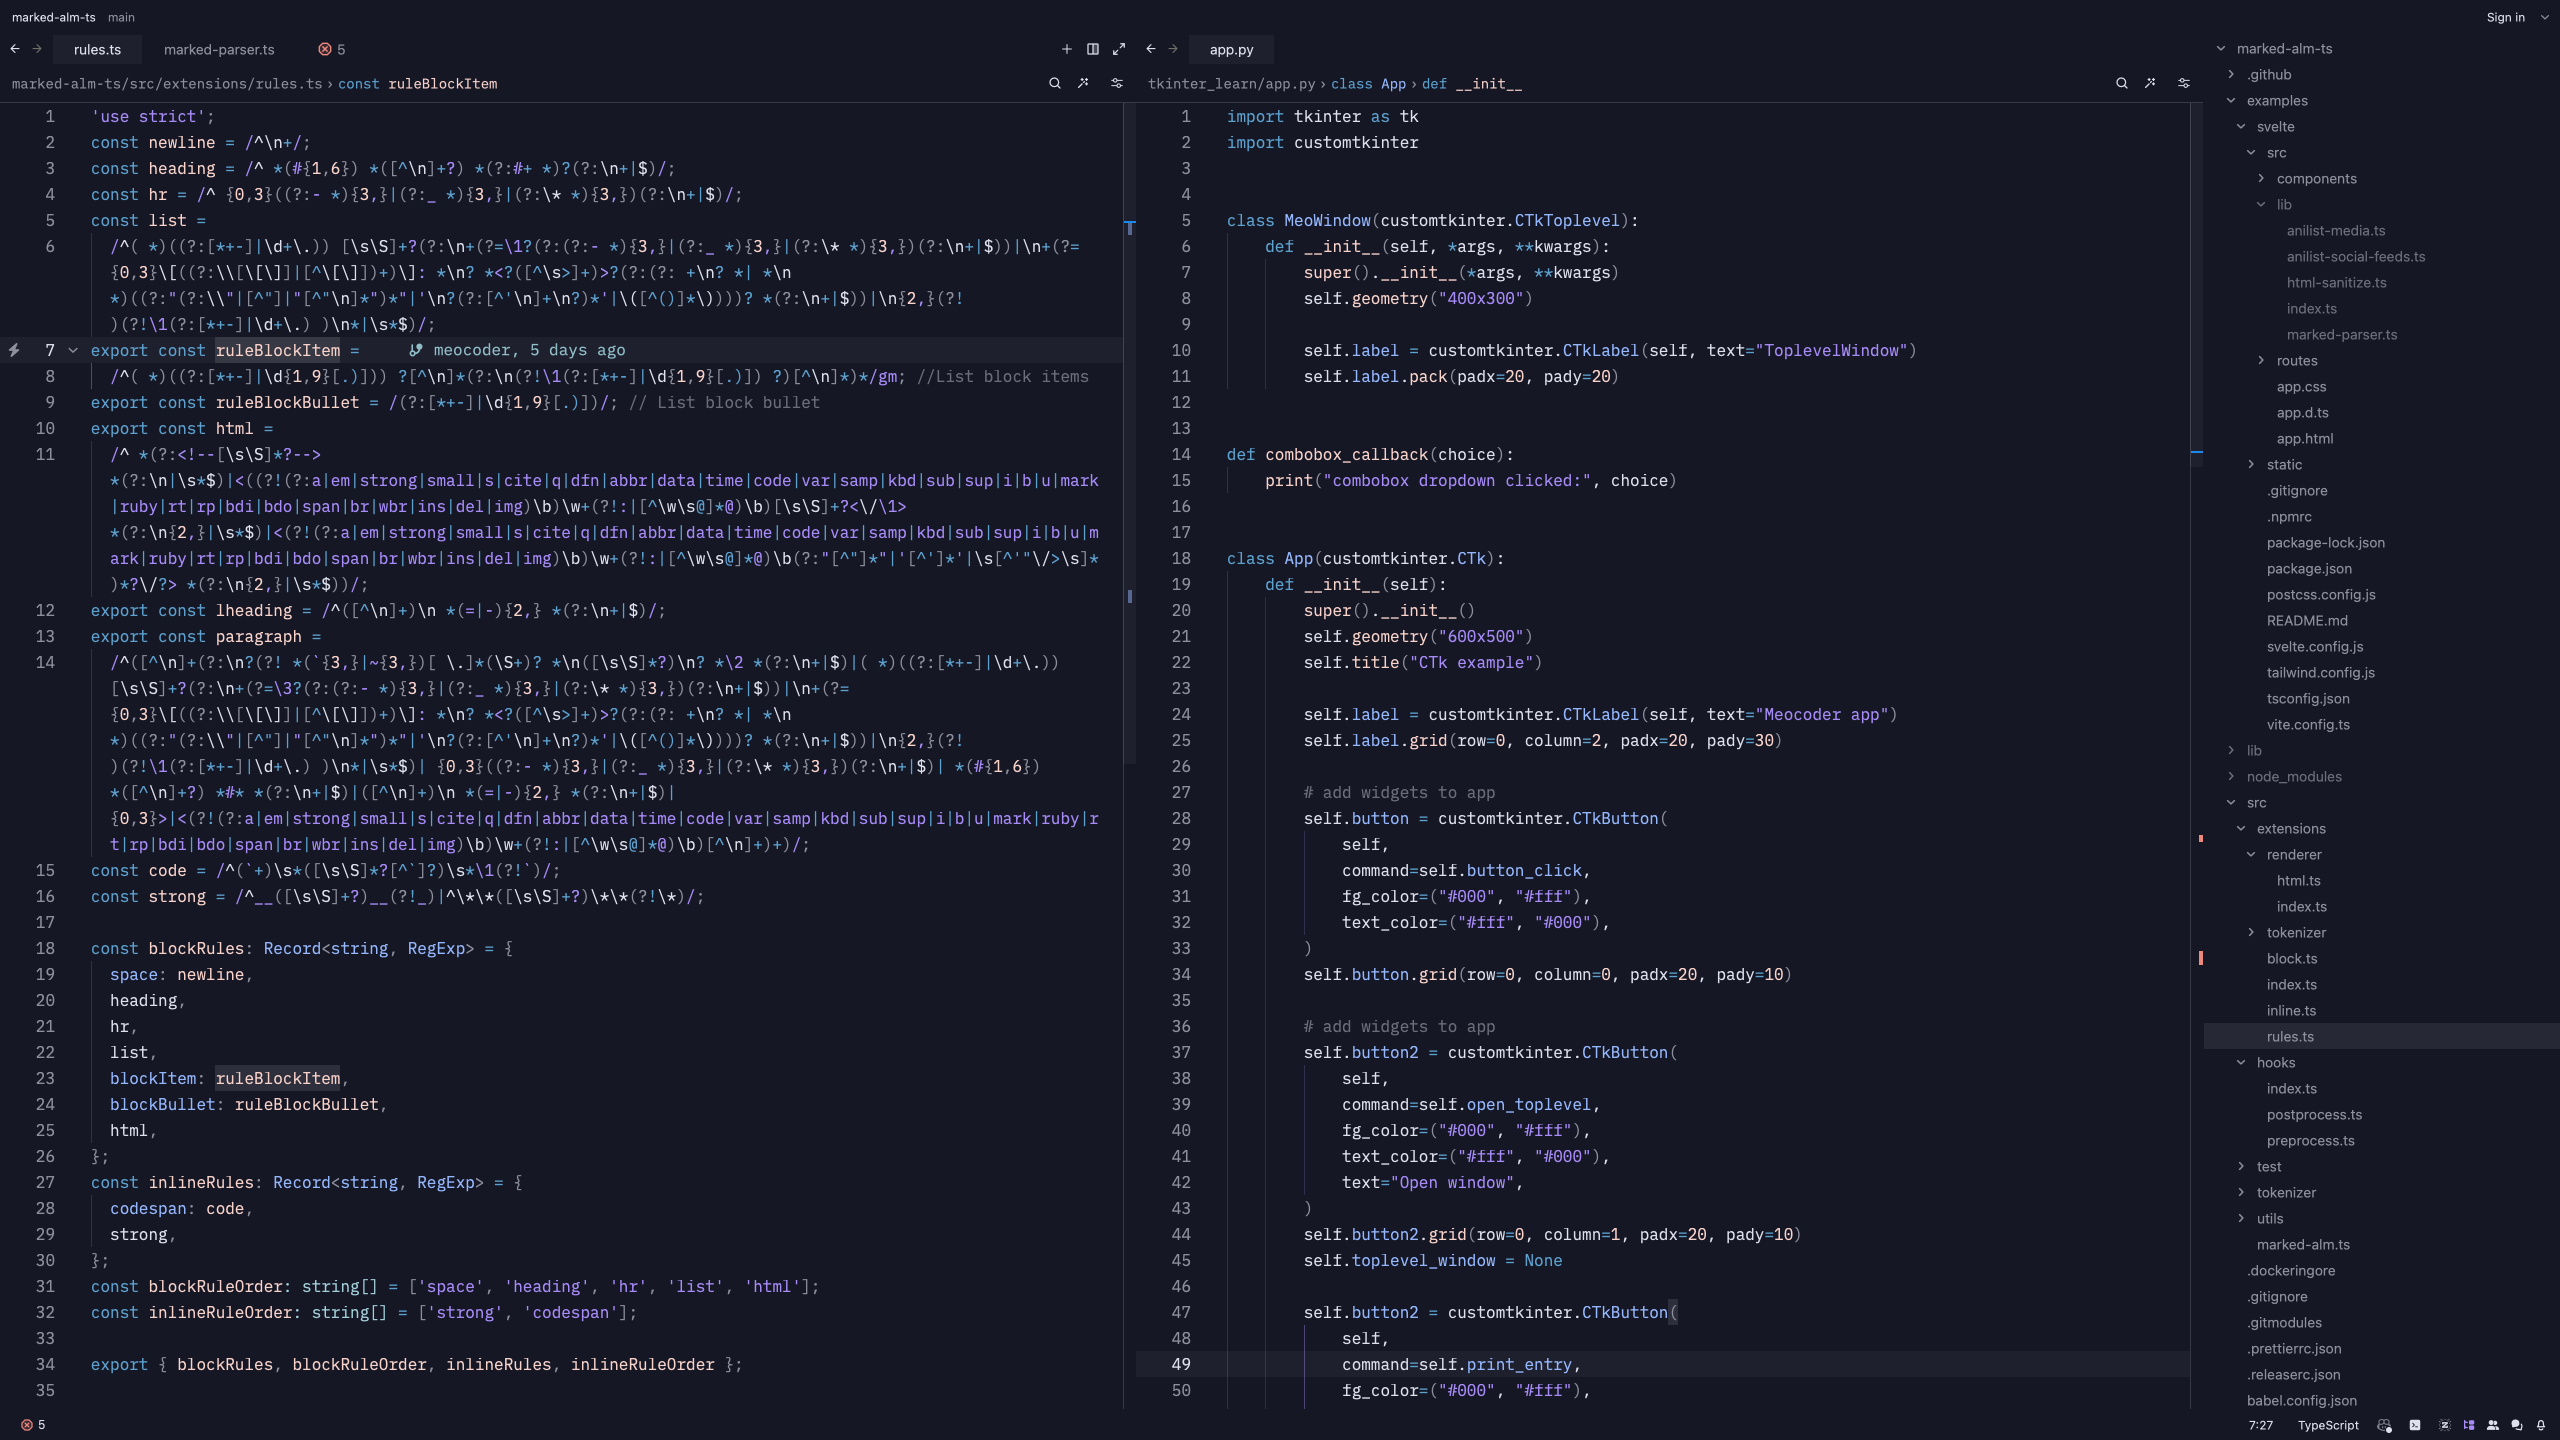 marked-alm-ts main
Sign in
rules.ts marked-parser.ts 5
app.py
marked-alm-ts/src/extensions/rules.ts › const ruleBlockItem
tkinter_learn/app.py › class App › def __init__
1 'use strict';
2 const newline = /^\n+/;
3 const heading = /^ *(#{1,6}) *([^\n]+?) *(?:#+ *)?(?:\n+|$)/;
4 const hr = /^ {0,3}((?:- *){3,}|(?:_ *){3,}|(?:\* *){3,})(?:\n+|$)/;
5 const list =
6 /^( *)((?:[*+-]|\d+\.)) [\s\S]+?(?:\n+(?=\1?(?:(?:- *){3,}|(?:_ *){3,}|(?:\* *){3,})(?:\n+|$))|\n+(?=
{0,3}\[((?:\\[\[\]]|[^\[\]])+)\]: *\n? *<?([^\s>]+)>?(?:(?: +\n? *| *\n
*)((?:"(?:\\"|[^"]|"[^"\n]*")*"|'\n?(?:[^'\n]+\n?)*'|\([^()]*\))))? *(?:\n+|$))|\n{2,}(?!
)(?!\1(?:[*+-]|\d+\.) )\n*|\s*$)/;
7 export const ruleBlockItem = meocoder, 5 days ago
8 /^( *)((?:[*+-]|\d{1,9}[.)])) ?[^\n]*(?:\n(?!\1(?:[*+-]|\d{1,9}[.)]) ?)[^\n]*)*/gm; //List block items
9 export const ruleBlockBullet = /(?:[*+-]|\d{1,9}[.)])/; // List block bullet
10 export const html =
11 /^ *(?:<!--[\s\S]*?-->
*(?:\n|\s*$)|<((?!(?:a|em|strong|small|s|cite|q|dfn|abbr|data|time|code|var|samp|kbd|sub|sup|i|b|u|mark
|ruby|rt|rp|bdi|bdo|span|br|wbr|ins|del|img)\b)\w+(?!:|[^\w\s@]*@)\b)[\s\S]+?<\/\1>
*(?:\n{2,}|\s*$)|<(?!(?:a|em|strong|small|s|cite|q|dfn|abbr|data|time|code|var|samp|kbd|sub|sup|i|b|u|m
ark|ruby|rt|rp|bdi|bdo|span|br|wbr|ins|del|img)\b)\w+(?!:|[^\w\s@]*@)\b(?:"[^"]*"|'[^']*'|\s[^'"\/>\s]*
)*?\/?> *(?:\n{2,}|\s*$))/;
12 export const lheading = /^([^\n]+)\n *(=|-){2,} *(?:\n+|$)/;
13 export const paragraph =
14 /^([^\n]+(?:\n?(?! *(`{3,}|~{3,})[ \.]*(\S+)? *\n([\s\S]*?)\n? *\2 *(?:\n+|$)|( *)((?:[*+-]|\d+\.))
[\s\S]+?(?:\n+(?=\3?(?:(?:- *){3,}|(?:_ *){3,}|(?:\* *){3,})(?:\n+|$))|\n+(?=
{0,3}\[((?:\\[\[\]]|[^\[\]])+)\]: *\n? *<?([^\s>]+)>?(?:(?: +\n? *| *\n
*)((?:"(?:\\"|[^"]|"[^"\n]*")*"|'\n?(?:[^'\n]+\n?)*'|\([^()]*\))))? *(?:\n+|$))|\n{2,}(?!
)(?!\1(?:[*+-]|\d+\.) )\n*|\s*$)| {0,3}((?:- *){3,}|(?:_ *){3,}|(?:\* *){3,})(?:\n+|$)| *(#{1,6})
*([^\n]+?) *#* *(?:\n+|$)|([^\n]+)\n *(=|-){2,} *(?:\n+|$)|
{0,3}>|<(?!(?:a|em|strong|small|s|cite|q|dfn|abbr|data|time|code|var|samp|kbd|sub|sup|i|b|u|mark|ruby|r
t|rp|bdi|bdo|span|br|wbr|ins|del|img)\b)\w+(?!:|[^\w\s@]*@)\b)[^\n]+)+)/;
15 const code = /^(`+)\s*([\s\S]*?[^`]?)\s*\1(?!`)/;
16 const strong = /^__([\s\S]+?)__(?!_)|^\*\*([\s\S]+?)\*\*(?!\*)/;
17
18 const blockRules: Record<string, RegExp> = {
19 space: newline,
20 heading,
21 hr,
22 list,
23 blockItem: ruleBlockItem,
24 blockBullet: ruleBlockBullet,
25 html,
26 };
27 const inlineRules: Record<string, RegExp> = {
28 codespan: code,
29 strong,
30 };
31 const blockRuleOrder: string[] = ['space', 'heading', 'hr', 'list', 'html'];
32 const inlineRuleOrder: string[] = ['strong', 'codespan'];
33
34 export { blockRules, blockRuleOrder, inlineRules, inlineRuleOrder };
35
1 import tkinter as tk
2 import customtkinter
3
4
5 class MeoWindow(customtkinter.CTkToplevel):
6 def __init__(self, *args, **kwargs):
7 super().__init__(*args, **kwargs)
8 self.geometry("400x300")
9
10 self.label = customtkinter.CTkLabel(self, text="ToplevelWindow")
11 self.label.pack(padx=20, pady=20)
12
13
14 def combobox_callback(choice):
15 print("combobox dropdown clicked:", choice)
16
17
18 class App(customtkinter.CTk):
19 def __init__(self):
20 super().__init__()
21 self.geometry("600x500")
22 self.title("CTk example")
23
24 self.label = customtkinter.CTkLabel(self, text="Meocoder app")
25 self.label.grid(row=0, column=2, padx=20, pady=30)
26
27 # add widgets to app
28 self.button = customtkinter.CTkButton(
29 self,
30 command=self.button_click,
31 fg_color=("#000", "#fff"),
32 text_color=("#fff", "#000"),
33 )
34 self.button.grid(row=0, column=0, padx=20, pady=10)
35
36 # add widgets to app
37 self.button2 = customtkinter.CTkButton(
38 self,
39 command=self.open_toplevel,
40 fg_color=("#000", "#fff"),
41 text_color=("#fff", "#000"),
42 text="Open window",
43 )
44 self.button2.grid(row=0, column=1, padx=20, pady=10)
45 self.toplevel_window = None
46
47 self.button2 = customtkinter.CTkButton(
48 self,
49 command=self.print_entry,
50 fg_color=("#000", "#fff"),
marked-alm-ts
.github
examples
svelte
src
components
lib
anilist-media.ts
anilist-social-feeds.ts
html-sanitize.ts
index.ts
marked-parser.ts
routes
app.css
app.d.ts
app.html
static
.gitignore
.npmrc
package-lock.json
package.json
postcss.config.js
README.md
svelte.config.js
tailwind.config.js
tsconfig.json
vite.config.ts
lib
node_modules
src
extensions
renderer
html.ts
index.ts
tokenizer
block.ts
index.ts
inline.ts
rules.ts
hooks
index.ts
postprocess.ts
preprocess.ts
test
tokenizer
utils
marked-alm.ts
.dockeringore
.gitignore
.gitmodules
.prettierrc.json
.releaserc.json
babel.config.json
5
7:27 TypeScript